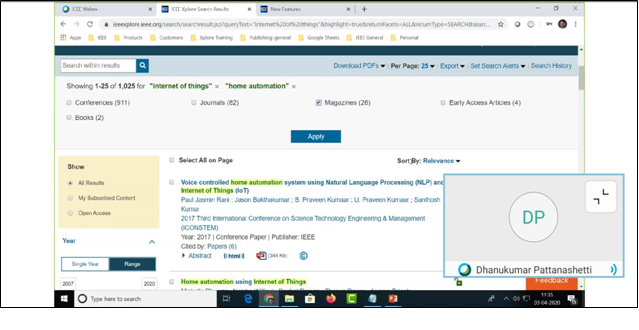 IEEE Webex
IEEE Xplore Search Results
New Features
ieeexplore.ieee.org/search/searchresult.jsp?queryText="internet%20of%20things"&highlight=true&returnFacets=ALL&returnType=SEARCH&searc...
Apps IEEE Products Customers Xplore Training Publishing-general Google Sheets IEEE General Personal
Search within results
Download PDFs Per Page: 25 Export Set Search Alerts Search History
Showing 1-25 of 1,025 for "internet of things" × "home automation" ×
Conferences (911) Journals (82) Magazines (26) Early Access Articles (4)
Books (2)
Apply
Show
All Results
My Subscribed Content
Open Access
Year
Single Year Range
2007 2020
Select All on Page
Sort By: Relevance
Voice controlled home automation system using Natural Language Processing (NLP) and
Internet of Things (IoT)
Paul Jasmin Rani ; Jason Bakthakumar ; B. Praveen Kumaar ; U. Praveen Kumaar ; Santhosh
Kumar
2017 Third International Conference on Science Technology Engineering & Management
(ICONSTEM)
Year: 2017 | Conference Paper | Publisher: IEEE
Cited by: Papers (6)
Abstract ((html)) (244 Kb) ©
Home automation using Internet of Things
DP
Dhanukumar Pattanashetti
Feedback
Type here to search
11:35
03-04-2020